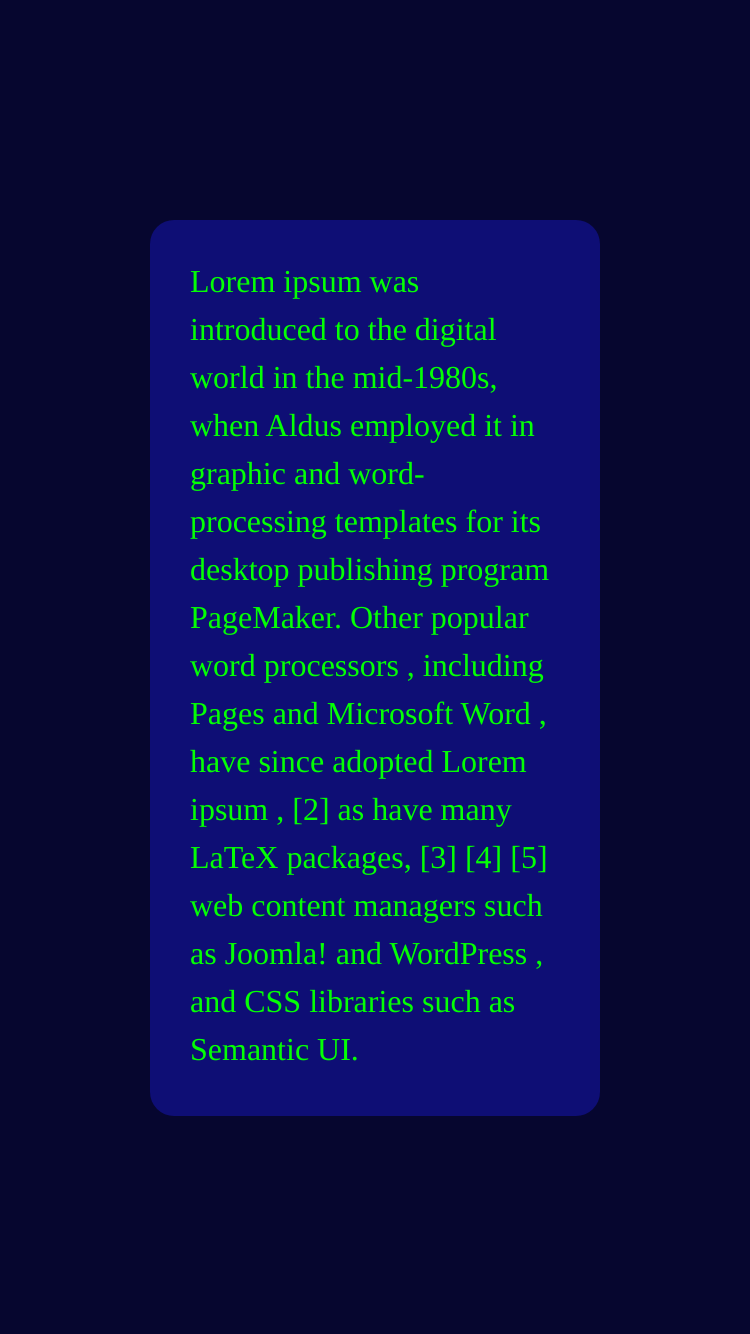 Lorem ipsum was
introduced to the digital
world in the mid-1980s,
when Aldus employed it in
graphic and word-
processing templates for its
desktop publishing program
PageMaker. Other popular
word processors , including
Pages and Microsoft Word ,
have since adopted Lorem
ipsum , [2] as have many
LaTeX packages, [3] [4] [5]
web content managers such
as Joomla! and WordPress ,
and CSS libraries such as
Semantic UI.